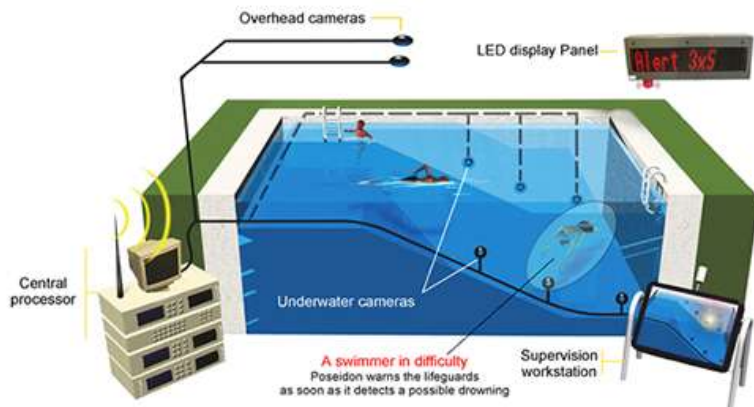 Overhead cameras
LED display Panel
Alert 3x5
Central
processor
Underwater cameras
A swimmer in difficulty
Poseidon warns the lifeguards
as soon as it detects a possible drowning
Supervision
workstation